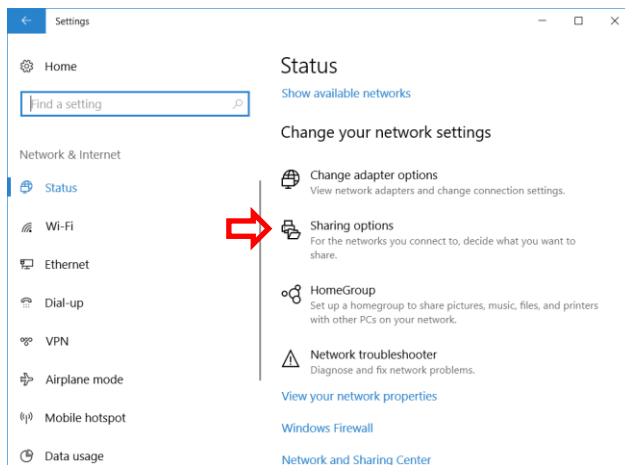 Settings
Home
Find a setting
Network & Internet
Status
Wi-Fi
Ethernet
Dial-up
VPN
Airplane mode
Mobile hotspot
Data usage
Status
Show available networks
Change your network settings
Change adapter options
View network adapters and change connection settings.
Sharing options
For the networks you connect to, decide what you want to
share.
HomeGroup
Set up a homegroup to share pictures, music, files, and printers
with other PCs on your network.
Network troubleshooter
Diagnose and fix network problems.
View your network properties
Windows Firewall
Network and Sharing Center